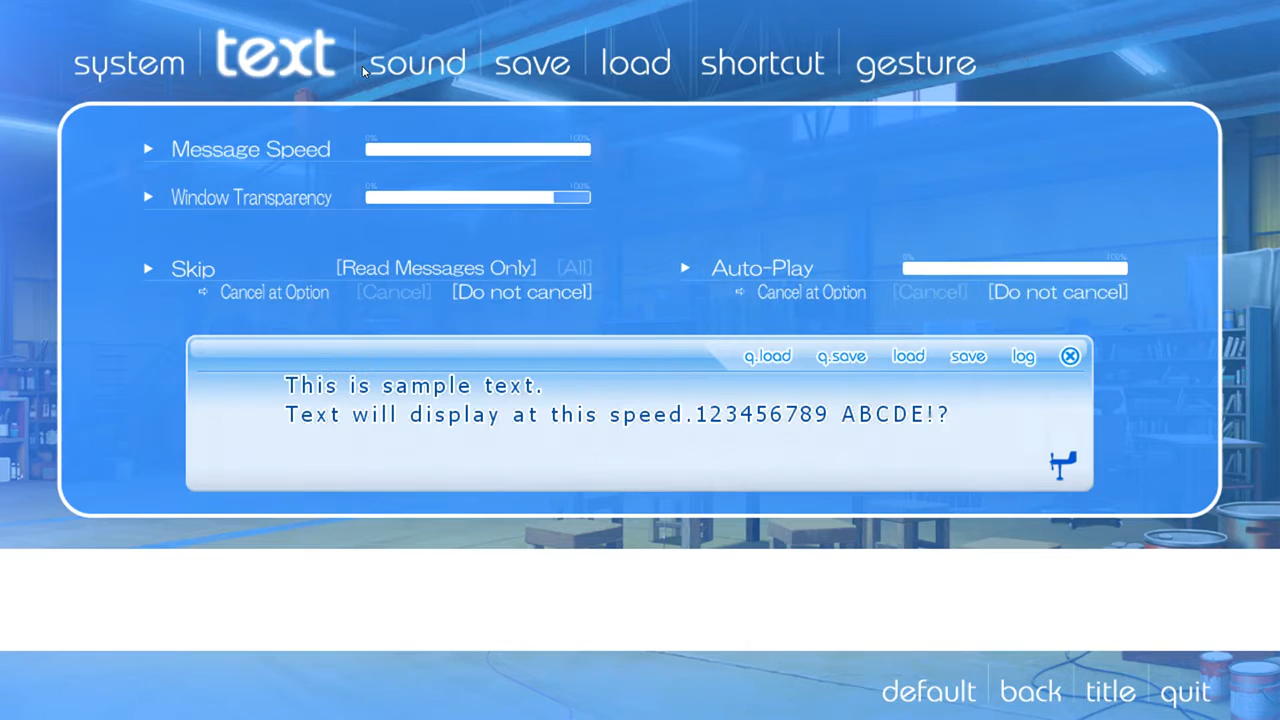 system text sound save load shortcut gesture
0% 100%
Message Speed
0% 100%
Window Transparency
Skip [Read Messages Only] [All]
Cancel at Option [Cancel] [Do not cancel]
0% 100%
Auto-Play
Cancel at Option [Cancel] [Do not cancel]
q.load q.save load save log
This is sample text.
Text will display at this speed.123456789 ABCDE!?
default back title quit